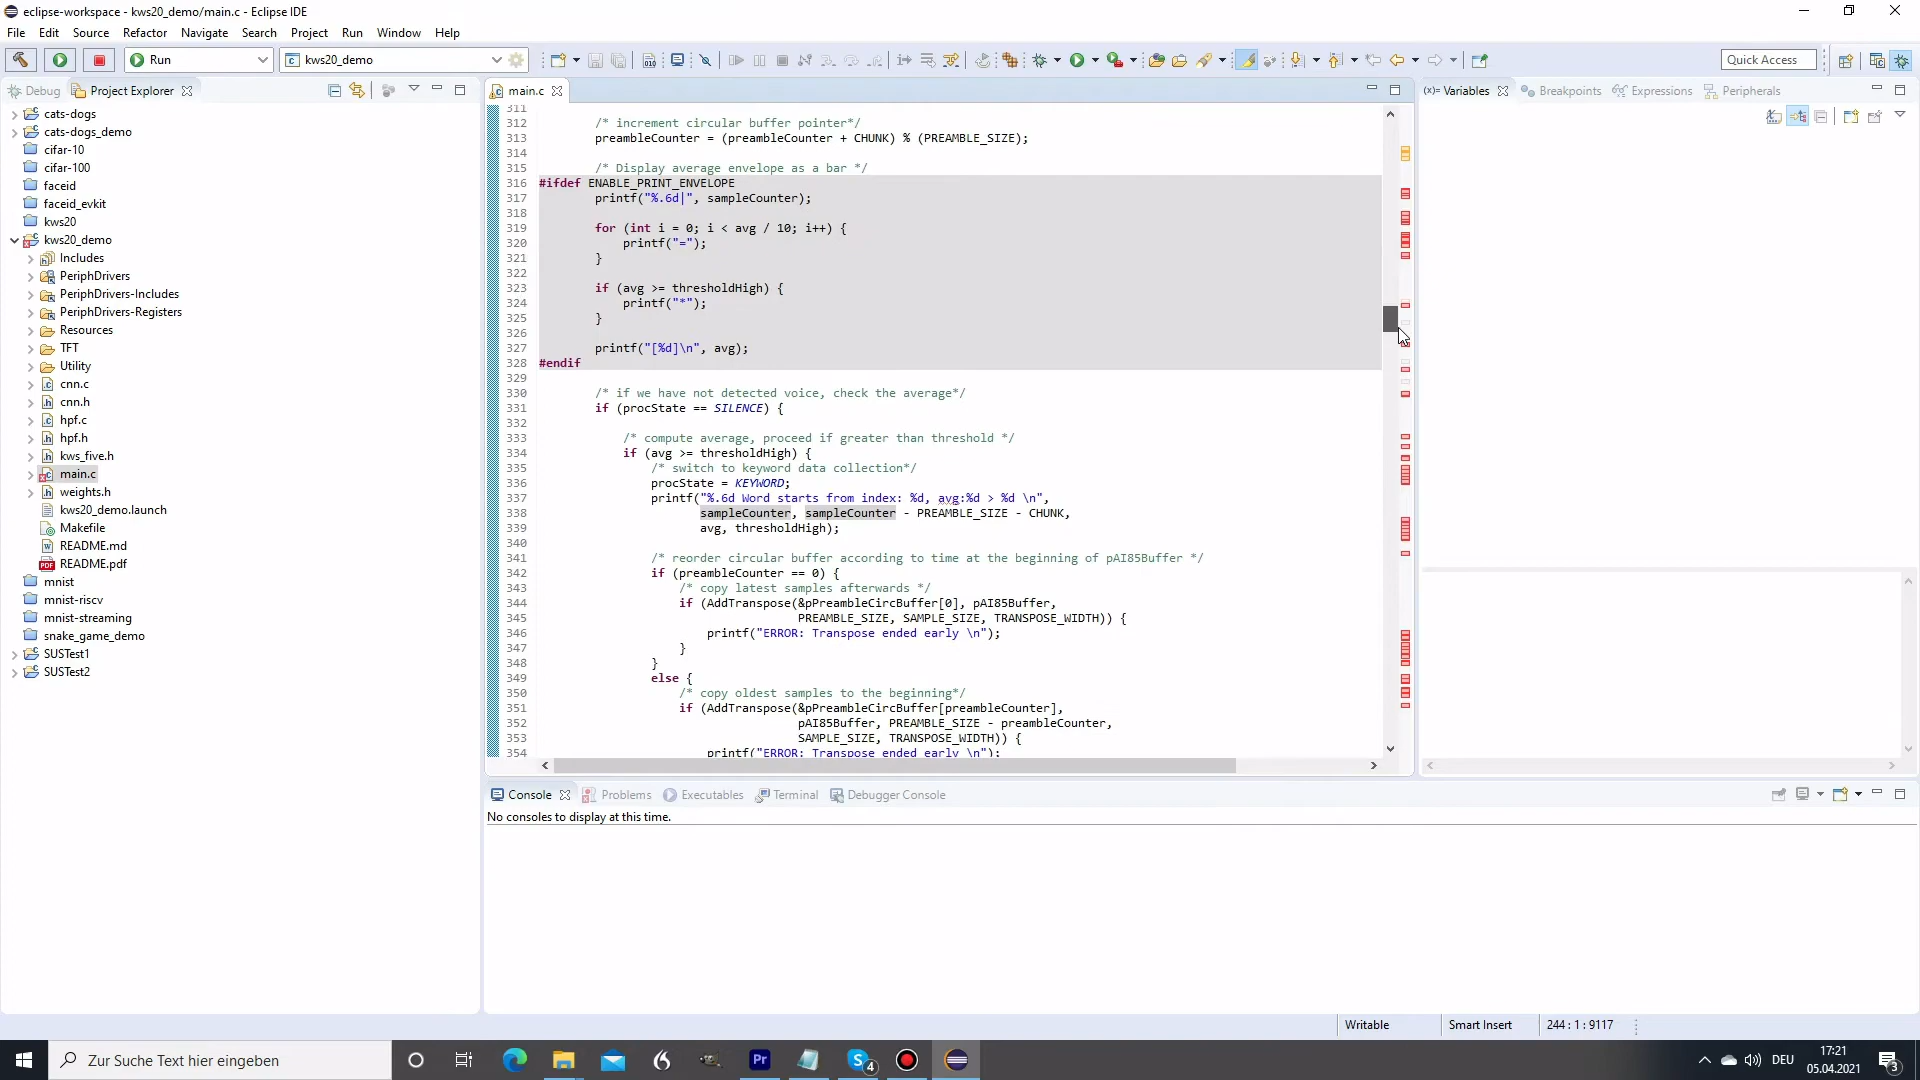 eclipse-workspace - kws20_demo/main.c - Eclipse IDE
File Edit Source Refactor Navigate Search Project Run Window Help
Run
kws20_demo
Quick Access
Debug
Project Explorer
cats-dogs
cats-dogs_demo
cifar-10
cifar-100
faceid
faceid_evkit
kws20
kws20_demo
Includes
PeriphDrivers
PeriphDrivers-Includes
PeriphDrivers-Registers
Resources
TFT
Utility
cnn.c
cnn.h
hpf.c
hpf.h
kws_five.h
main.c
weights.h
kws20_demo.launch
Makefile
README.md
README.pdf
mnist
mnist-riscv
mnist-streaming
snake_game_demo
SUSTest1
SUSTest2
main.c
311
312 /* increment circular buffer pointer*/
313 preambleCounter = (preambleCounter + CHUNK) % (PREAMBLE_SIZE);
314
315 /* Display average envelope as a bar */
316 #ifdef ENABLE_PRINT_ENVELOPE
317 printf("%.6d|", sampleCounter);
318
319 for (int i = 0; i < avg / 10; i++) {
320 printf("=");
321 }
322
323 if (avg >= thresholdHigh) {
324 printf("*");
325 }
326
327 printf("[%d]\n", avg);
328 #endif
329
330 /* if we have not detected voice, check the average*/
331 if (procState == SILENCE) {
332
333 /* compute average, proceed if greater than threshold */
334 if (avg >= thresholdHigh) {
335 /* switch to keyword data collection*/
336 procState = KEYWORD;
337 printf("%.6d Word starts from index: %d, avg:%d > %d \n",
338 sampleCounter, sampleCounter - PREAMBLE_SIZE - CHUNK,
339 avg, thresholdHigh);
340
341 /* reorder circular buffer according to time at the beginning of pAI85Buffer */
342 if (preambleCounter == 0) {
343 /* copy latest samples afterwards */
344 if (AddTranspose(&pPreambleCircBuffer[0], pAI85Buffer,
345 PREAMBLE_SIZE, SAMPLE_SIZE, TRANSPOSE_WIDTH)) {
346 printf("ERROR: Transpose ended early \n");
347 }
348 }
349 else {
350 /* copy oldest samples to the beginning*/
351 if (AddTranspose(&pPreambleCircBuffer[preambleCounter],
352 pAI85Buffer, PREAMBLE_SIZE - preambleCounter,
353 SAMPLE_SIZE, TRANSPOSE_WIDTH)) {
354 printf("ERROR: Transpose ended early \n");
(x)= Variables
Breakpoints
Expressions
Peripherals
Console
Problems
Executables
Terminal
Debugger Console
No consoles to display at this time.
Writable
Smart Insert
244 : 1 : 9117
Zur Suche Text hier eingeben
Pr
4
DEU
17:21
05.04.2021
3